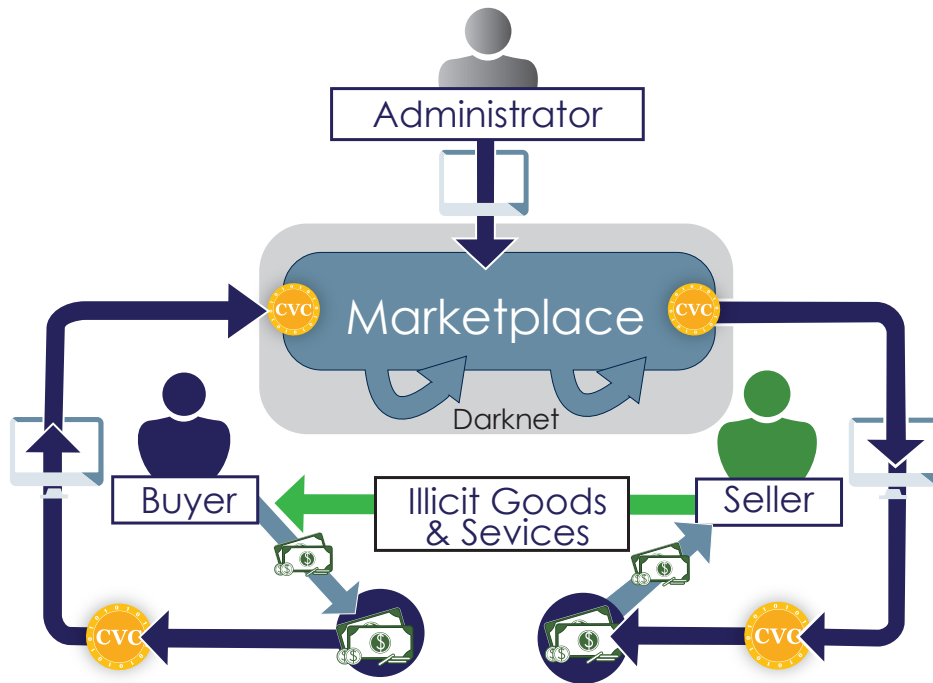 Administrator
CVC
Marketplace
CVC
Darknet
Buyer
Illicit Goods
& Sevices
Seller
CVC
CVC